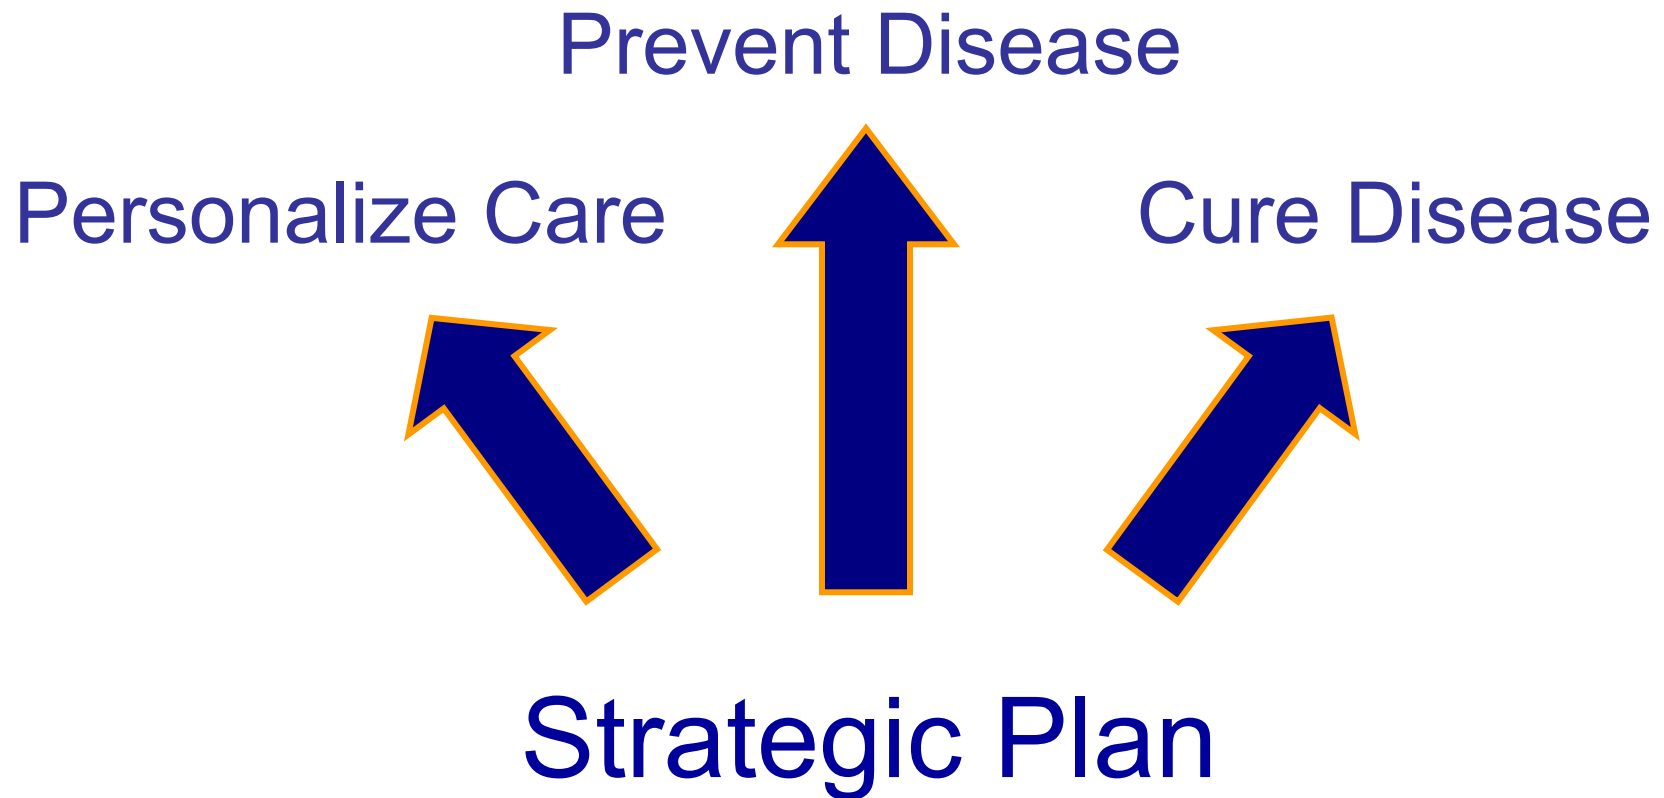 Prevent Disease
Personalize Care
Cure Disease
Strategic Plan